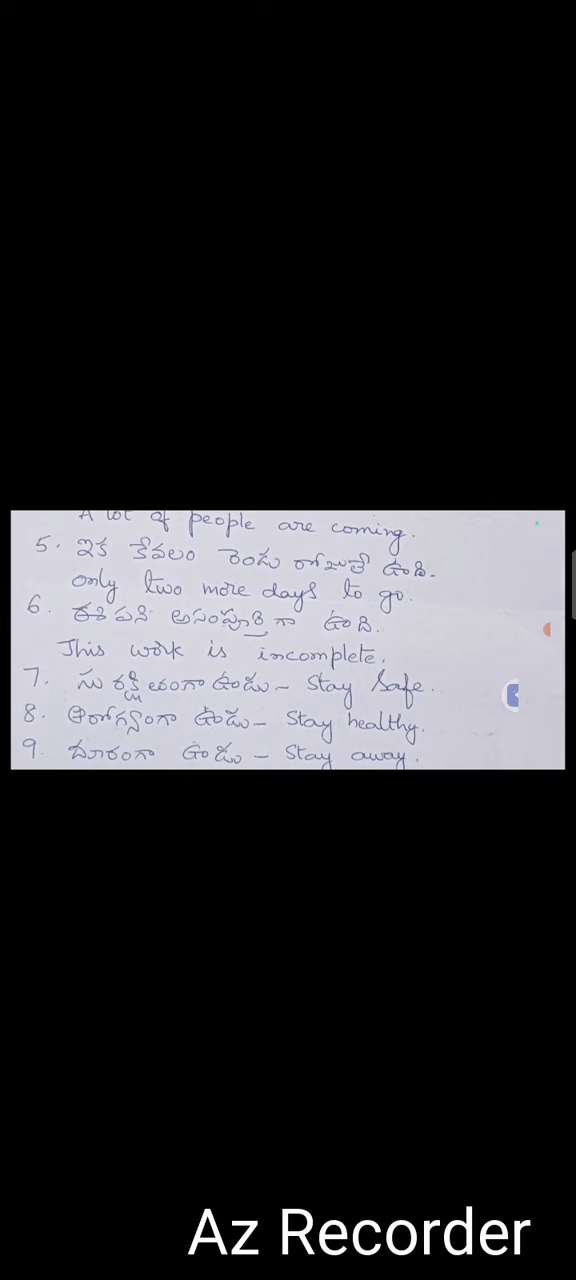 A lot of people are coming.
5. ఇక కేవలం రెండు రోజులే ఉంది.
only two more days to go.
6. ఈ పని అసంపూర్తిగా ఉంది.
This work is incomplete.
7. సురక్షితంగా ఉండు - Stay Safe.
8. ఆరోగ్యంగా ఉండు - Stay healthy.
9. దూరంగా ఉండు - Stay away.
Az Recorder